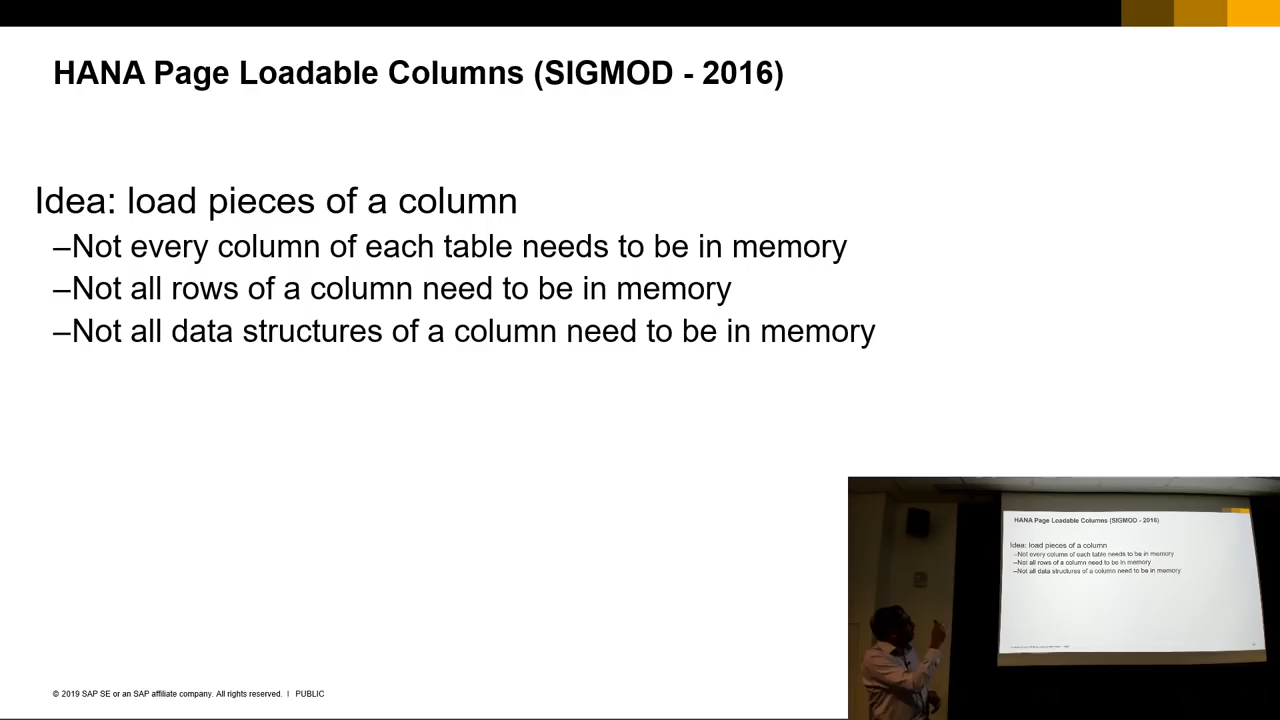 HANA Page Loadable Columns (SIGMOD - 2016)
Idea: load pieces of a column
–Not every column of each table needs to be in memory
–Not all rows of a column need to be in memory
–Not all data structures of a column need to be in memory
© 2019 SAP SE or an SAP affiliate company. All rights reserved. I PUBLIC
HANA Page Loadable Columns (SIGMOD - 2016)
Idea: load pieces of a column
–Not every column of each table needs to be in memory
–Not all rows of a column need to be in memory
–Not all data structures of a column need to be in memory